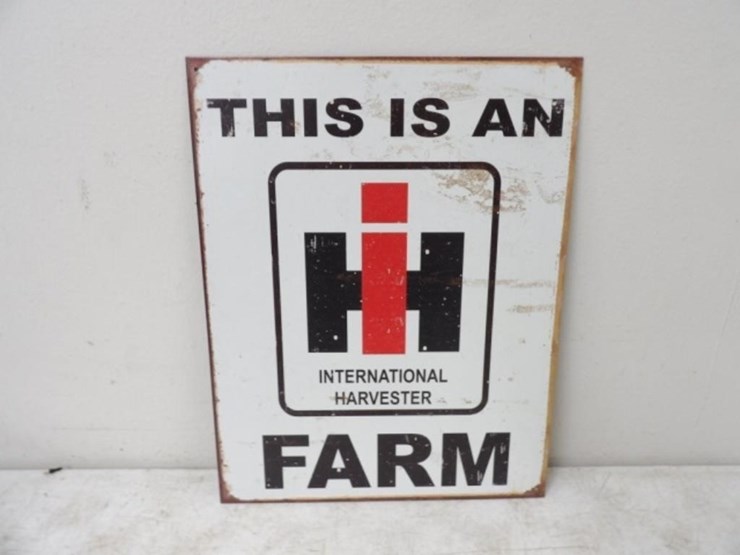 THIS IS AN
iH
INTERNATIONAL
HARVESTER
FARM